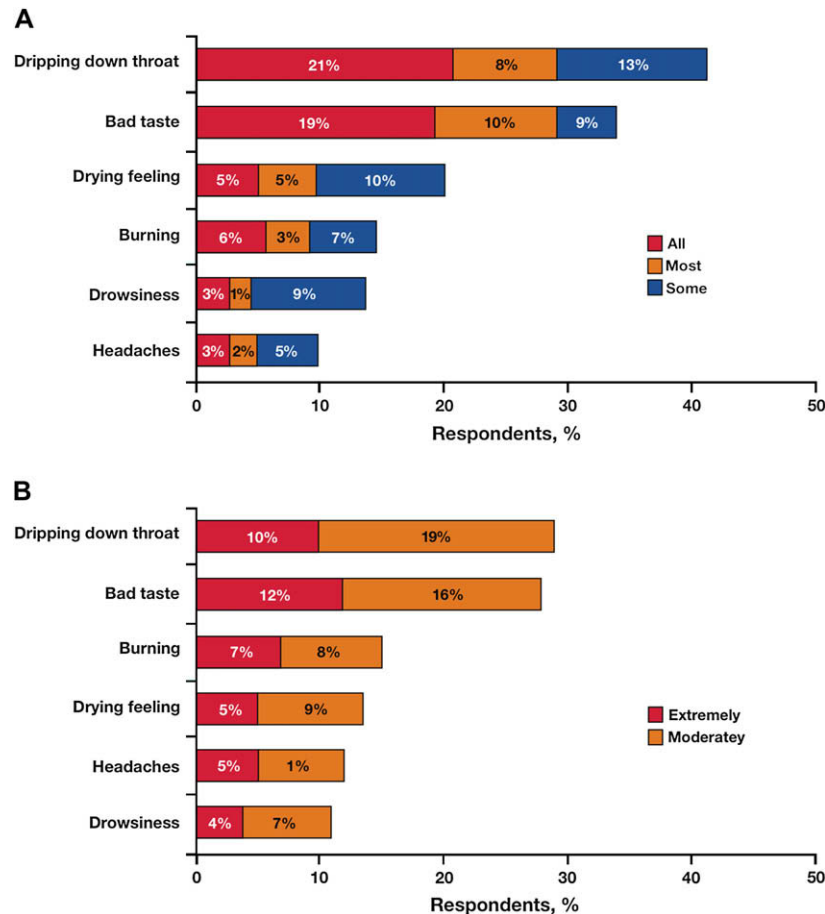 A
Dripping down throat 21% 8% 13%
Bad taste 19% 10% 9%
Drying feeling 5% 5% 10%
Burning 6% 3% 7%
Drowsiness 3% 1% 9%
Headaches 3% 2% 5%
All
Most
Some
0 10 20 30 40 50
Respondents, %
B
Dripping down throat 10% 19%
Bad taste 12% 16%
Burning 7% 8%
Drying feeling 5% 9%
Headaches 5% 1%
Drowsiness 4% 7%
Extremely
Moderatey
0 10 20 30 40 50
Respondents, %